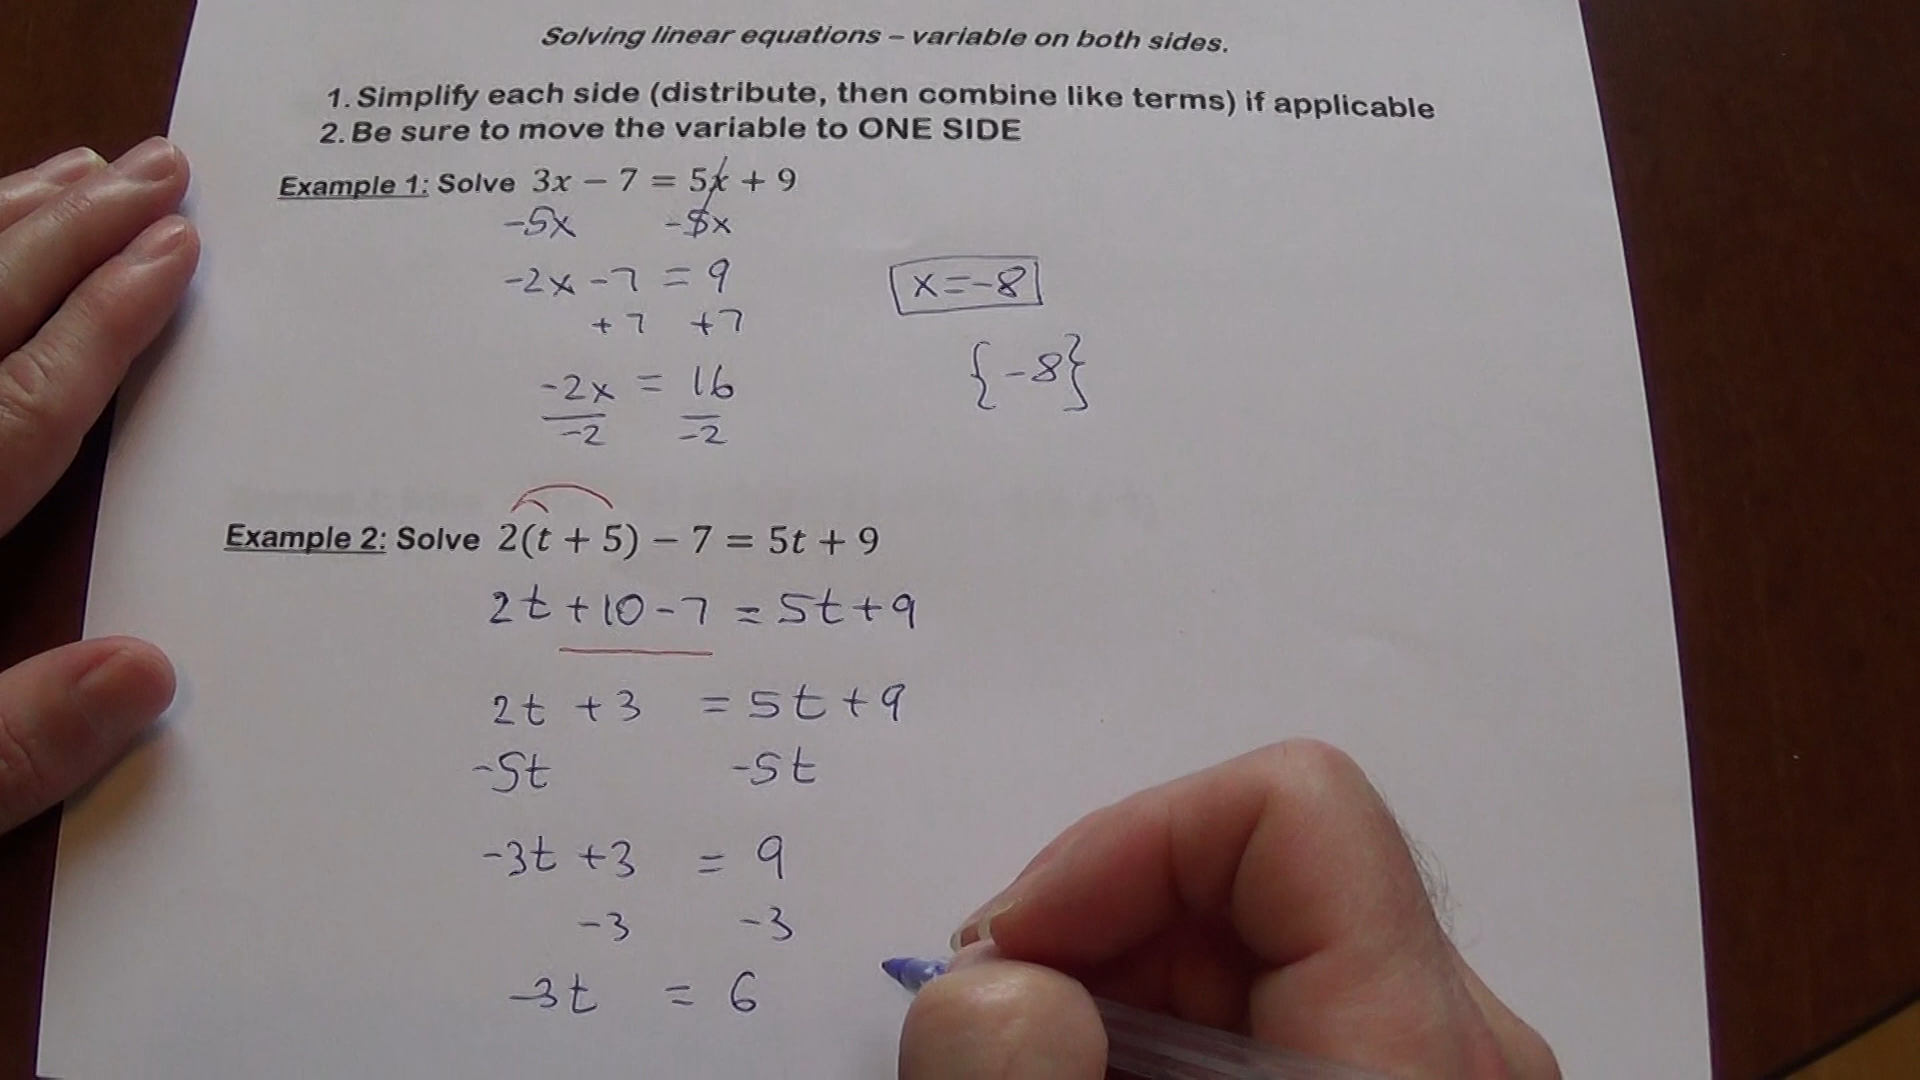 Solving linear equations – variable on both sides.
1. Simplify each side (distribute, then combine like terms) if applicable
2. Be sure to move the variable to ONE SIDE
Example 1: Solve 3x − 7 = 5x + 9
-5x -5x
-2x -7 = 9
+7 +7
-2x = 16
-2 -2
x=-8
{-8}
Example 2: Solve 2(t + 5) − 7 = 5t + 9
2t +10 -7 = 5t +9
2t +3 = 5t +9
-5t -5t
-3t +3 = 9
-3 -3
-3t = 6